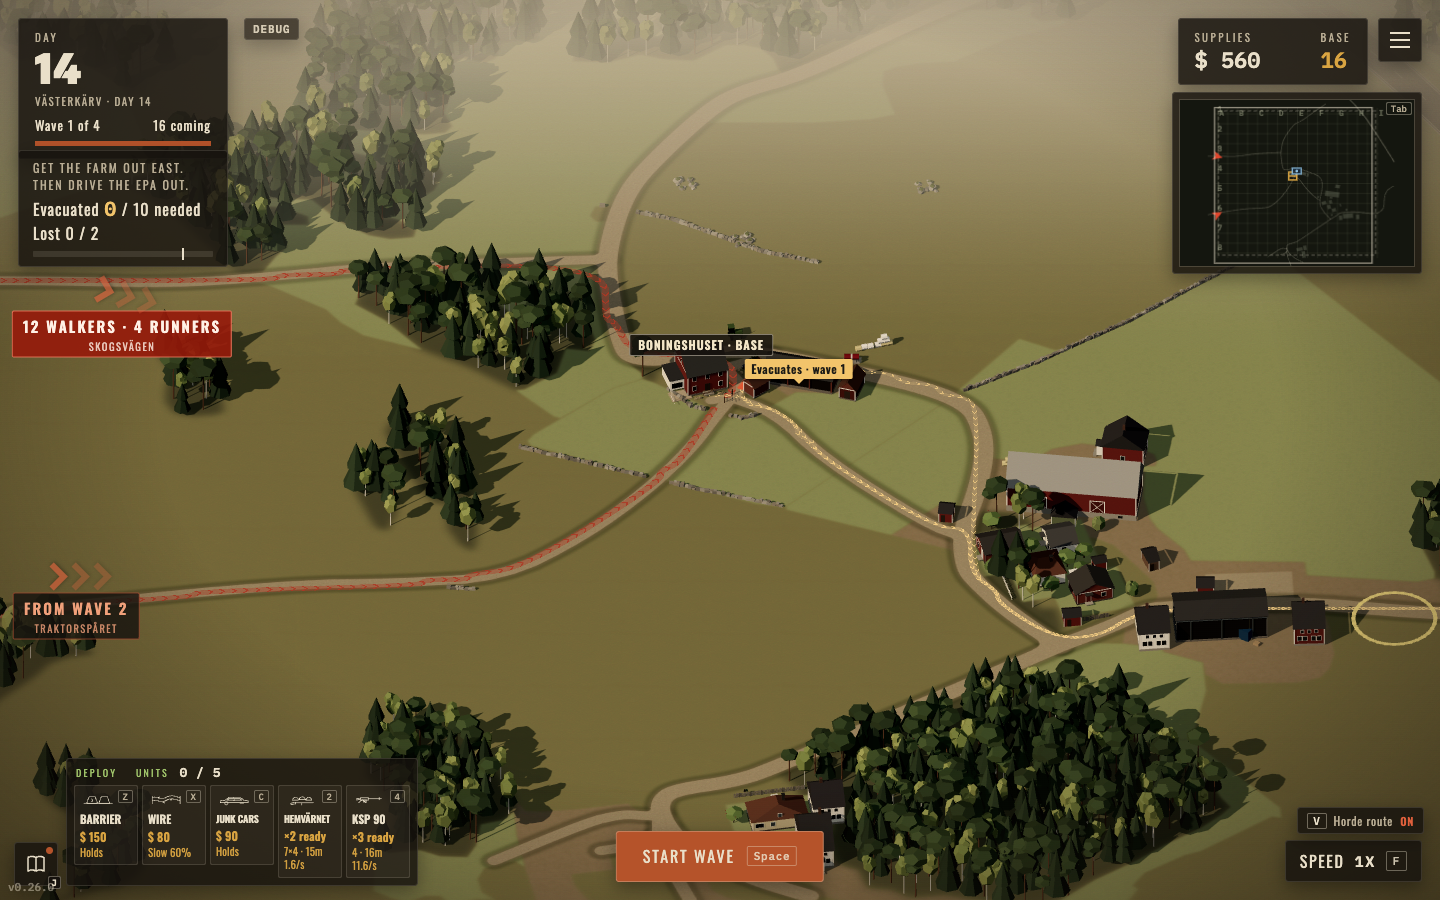 DAY
14
VÄSTERKÄRV · DAY 14
Wave 1 of 4 16 coming
GET THE FARM OUT EAST.
THEN DRIVE THE EPA OUT.
Evacuated 0 / 10 needed
Lost 0 / 2
DEBUG
SUPPLIES BASE
$ 560 16
Tab
12 WALKERS · 4 RUNNERS
SKOGSVÄGEN
BONINGSHUSET · BASE
Evacuates · wave 1
FROM WAVE 2
TRAKTORSPÅRET
DEPLOY UNITS 0 / 5
Z X C 2 4
BARRIER WIRE JUNK CARS HEMVÄRNET KSP 90
$ 150 $ 80 $ 90 ×2 ready ×3 ready
Holds Slow 60% Holds 7×4 · 15m 4 · 16m
1.6/s 11.6/s
START WAVE Space
V Horde route ON
SPEED 1X F
J
v0.26.